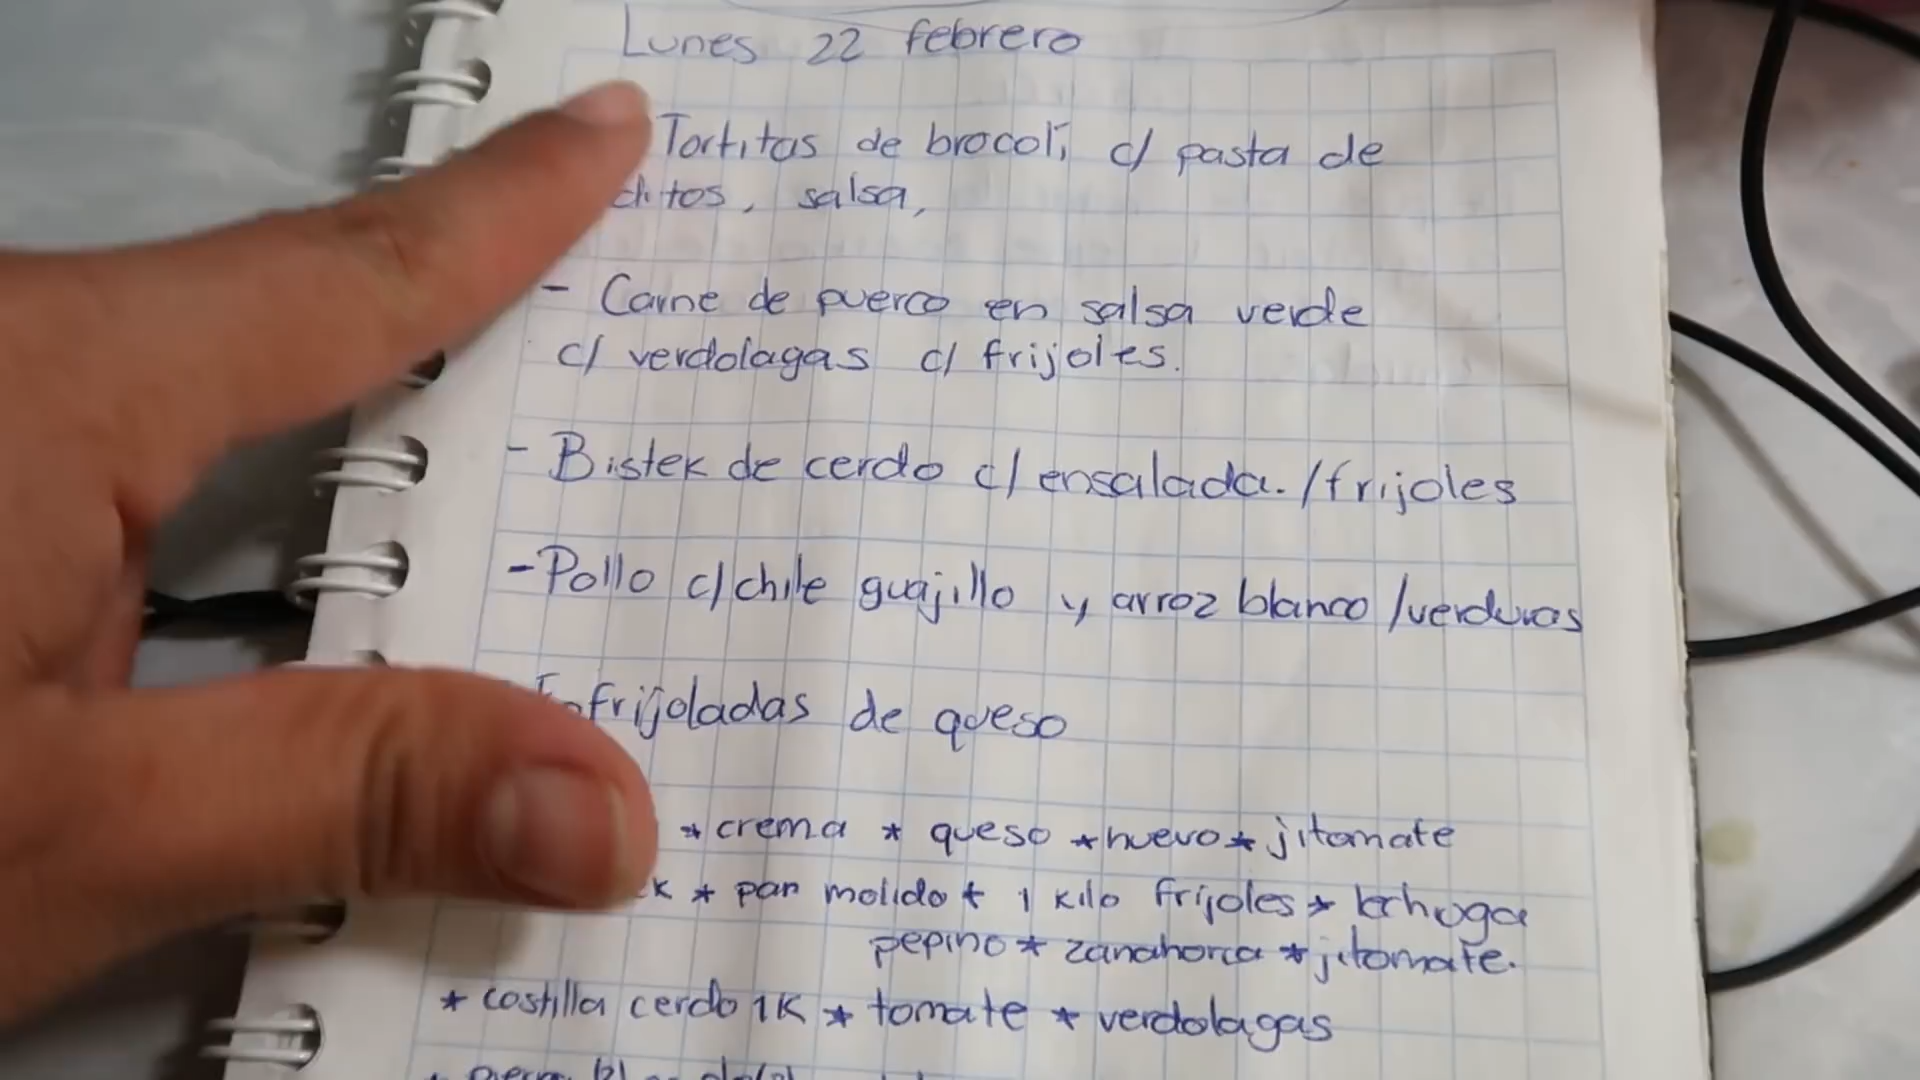 Lunes 22 febrero
Tortitas de brocoli c/ pasta de
ditos, salsa,
- Carne de puerco en salsa verde
c/ verdolagas c/ frijoles.
- Bistek de cerdo c/ ensalada. /frijoles
- Pollo c/chile guajillo y arroz blanco /verduras
Enfrijoladas de queso
* crema * queso * huevo * jitomate
k * pan molido + 1 kilo frijoles * lechuga
pepino * zanahoria * jitomate.
* costilla cerdo 1K * tomate * verdolagas